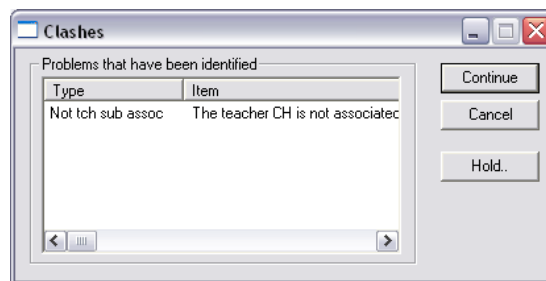 Clashes
Problems that have been identified
Type Item
Not tch sub assoc The teacher CH is not associated
Continue
Cancel
Hold..